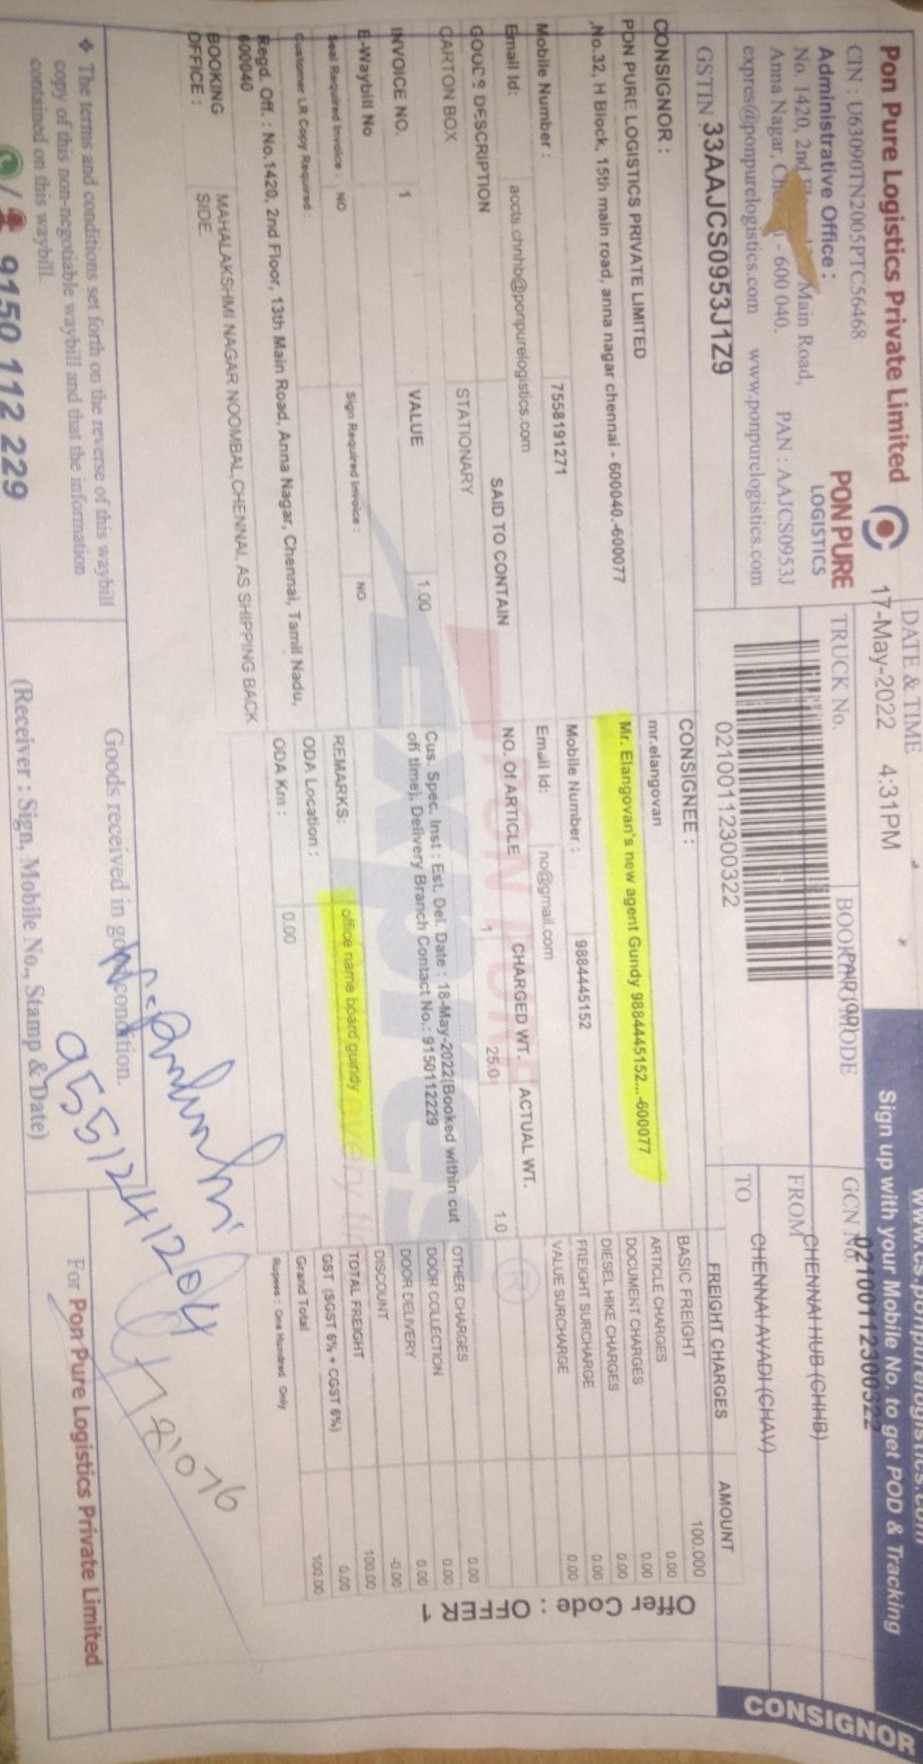 Pon Pure Logistics Private Limited
CIN : U63090TN2005PTC56468
Administrative Office :
No. 1420, 2nd Main Road,
Anna Nagar, - 600 040. PAN : AAJCS0953J
expres@ponpurelogistics.com www.ponpurelogistics.com
GSTIN 33AAJCS0953J1Z9
PON PURE
LOGISTICS
DATE & TIME
17-May-2022 4:31PM
TRUCK No.
02100112300322
Sign up with your Mobile No. to get POD & Tracking
GCN No.
02100112300322
FROM CHENNAI HUB (CHHB)
TO CHENNAI AVADI (CHAV)
CONSIGNOR
CONSIGNOR :
PON PURE LOGISTICS PRIVATE LIMITED
,No.32, H Block, 15th main road, anna nagar chennai - 600040.-600077
Mobile Number : 7558191271
Email Id: accts.chnhb@ponpurelogistics.com
GOODS DESCRIPTION SAID TO CONTAIN
CARTON BOX STATIONARY
INVOICE NO. 1 VALUE 1.00
E-Waybill No
Seal Required Invoice : NO Sign Required Invoice : NO
Customer LR Copy Required :
Regd. Off. : No.1420, 2nd Floor, 13th Main Road, Anna Nagar, Chennai, Tamil Nadu,
600040
BOOKING OFFICE : MAHALAKSHMI NAGAR NOOMBAL,CHENNAI, AS SHIPPING BACK
SIDE
CONSIGNEE :
mr.elangovan
Mr. Elangovan's new agent Gundy 9884445152...-600077
Mobile Number : 9884445152
Email Id: no@gmail.com
NO. Of ARTICLE CHARGED WT. ACTUAL WT.
1 25.0 1.0
Cus. Spec. Inst : Est. Del. Date : 18-May-2022(Booked within cut
off time), Delivery Branch Contact No.: 9150112229
REMARKS: office name board guindy
ODA Location :
ODA Km : 0.00
FREIGHT CHARGES AMOUNT
BASIC FREIGHT 100.000
ARTICLE CHARGES 0.00
DOCUMENT CHARGES 0.00
DIESEL HIKE CHARGES 0.00
FREIGHT SURCHARGE 0.00
VALUE SURCHARGE 0.00
OTHER CHARGES 0.00
DOOR COLLECTION 0.00
DOOR DELIVERY 0.00
DISCOUNT -0.00
TOTAL FREIGHT 100.00
GST (SGST 6% + CGST 6%) 0.00
Grand Total 100.00
Rupees : One Hundred Only
Offer Code : OFFER 1
❖ The terms and conditions set forth on the reverse of this waybill
copy of this non-negotiable waybill and that the information
contained on this waybill.
9150 112 229
Goods received in good condition.
9551241204
(Receiver : Sign, Mobile No., Stamp & Date)
For Pon Pure Logistics Private Limited